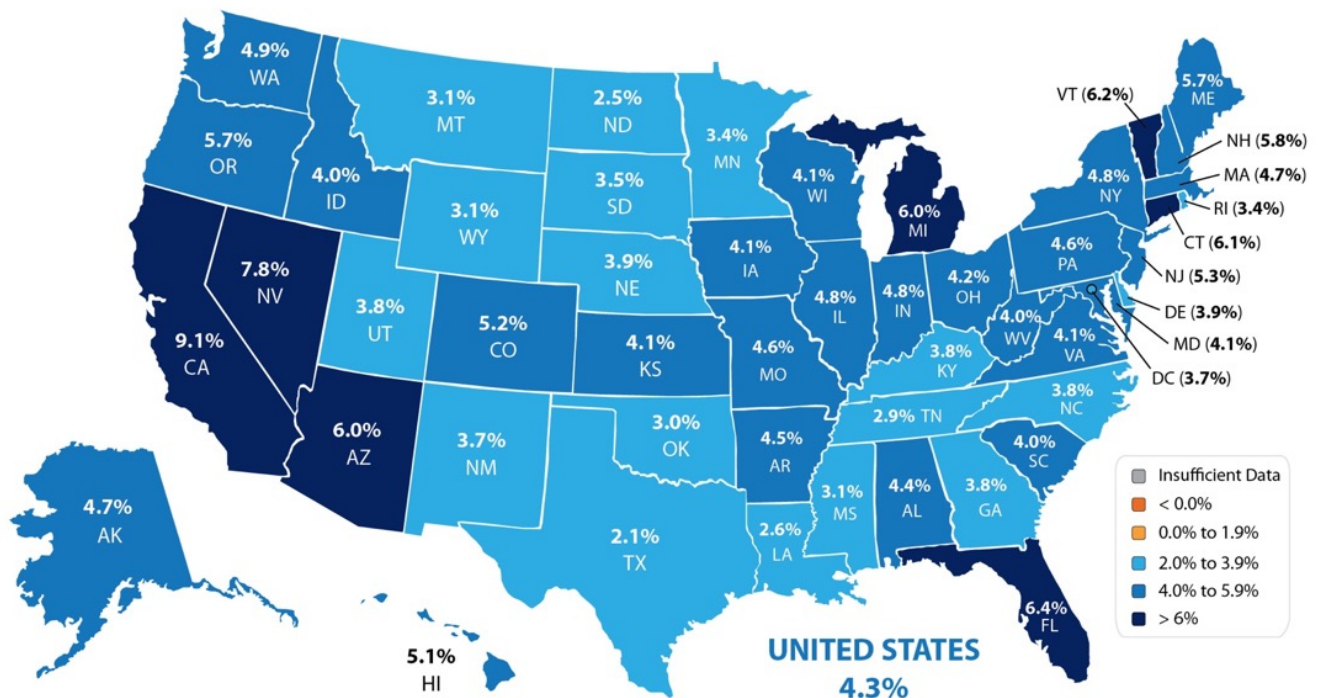 4.9%
WA
5.7%
OR
9.1%
CA
7.8%
NV
4.0%
ID
3.1%
MT
3.1%
WY
3.8%
UT
6.0%
AZ
5.2%
CO
3.7%
NM
2.5%
ND
3.5%
SD
3.9%
NE
4.1%
KS
3.0%
OK
2.1%
TX
3.4%
MN
4.1%
IA
4.6%
MO
4.5%
AR
2.6%
LA
4.1%
WI
4.8%
IL
6.0%
MI
4.8%
IN
4.2%
OH
3.8%
KY
2.9% TN
3.1%
MS
4.4%
AL
3.8%
GA
6.4%
FL
4.0%
SC
3.8%
NC
4.1%
VA
4.0%
WV
4.6%
PA
4.8%
NY
5.7%
ME
VT (6.2%)
NH (5.8%)
MA (4.7%)
RI (3.4%)
CT (6.1%)
NJ (5.3%)
DE (3.9%)
MD (4.1%)
DC (3.7%)
4.7%
AK
5.1%
HI
UNITED STATES
4.3%
Insufficient Data
< 0.0%
0.0% to 1.9%
2.0% to 3.9%
4.0% to 5.9%
> 6%